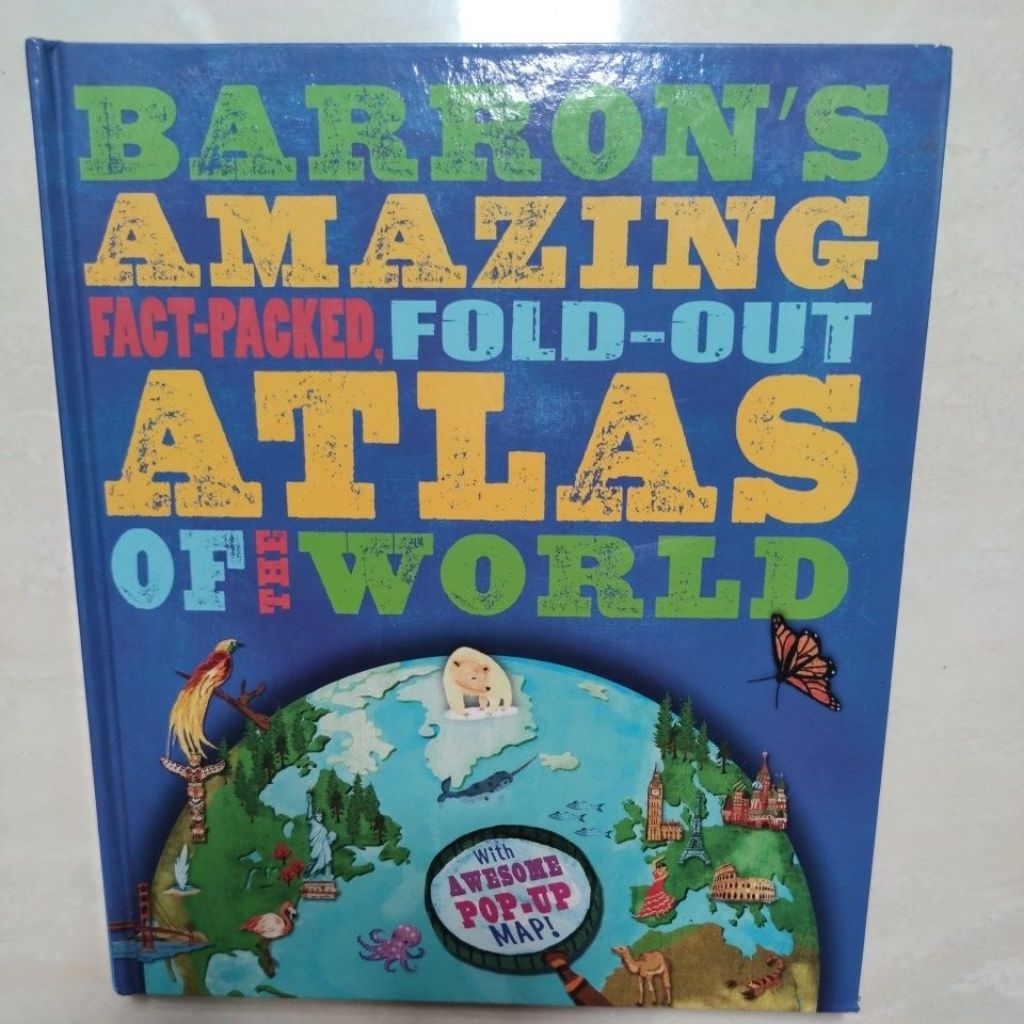 BARRON'S
AMAZING
FACT-PACKED, FOLD-OUT
ATLAS
OF THE WORLD
With
AWESOME
POP-UP
MAP!